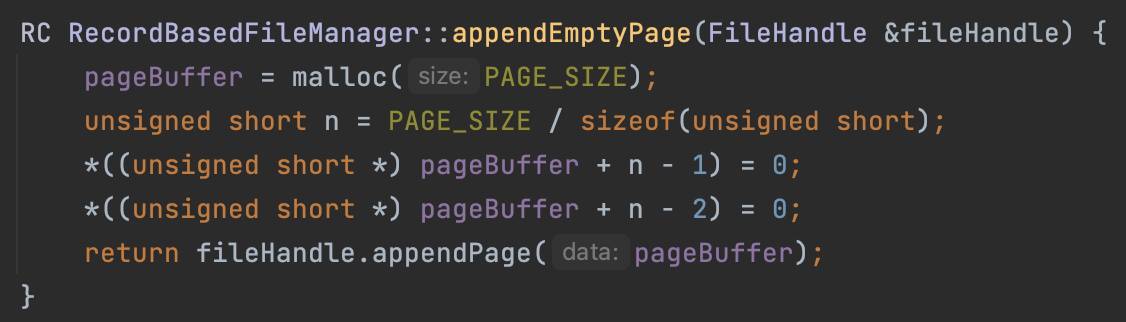 RC RecordBasedFileManager::appendEmptyPage(FileHandle &fileHandle) {
    pageBuffer = malloc( size: PAGE_SIZE);
    unsigned short n = PAGE_SIZE / sizeof(unsigned short);
    *((unsigned short *) pageBuffer + n - 1) = 0;
    *((unsigned short *) pageBuffer + n - 2) = 0;
    return fileHandle.appendPage( data: pageBuffer);
}